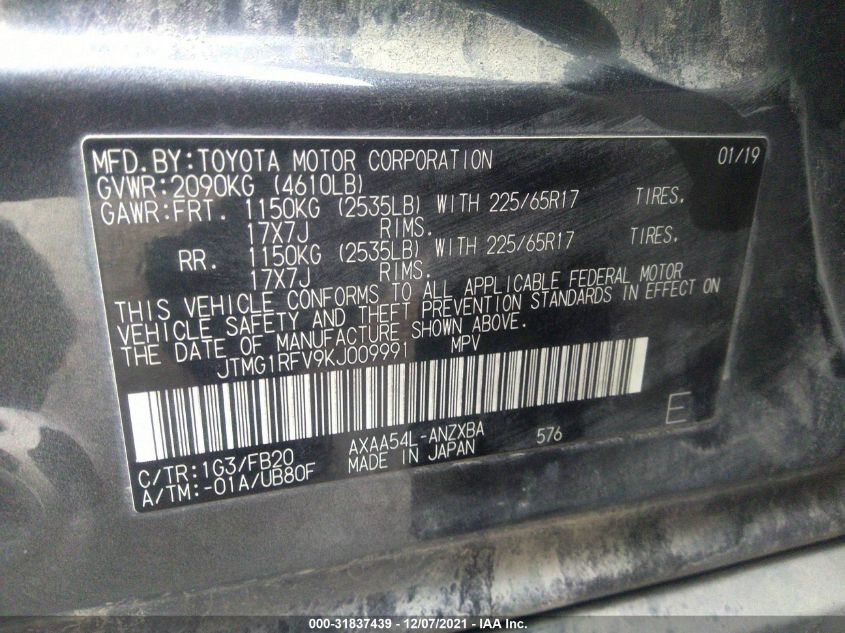 MFD.BY:TOYOTA MOTOR CORPORATION 01/19
GVWR:2090KG (4610LB)
GAWR:FRT. 1150KG (2535LB) WITH 225/65R17 TIRES.
17X7J RIMS.
RR. 1150KG (2535LB) WITH 225/65R17 TIRES.
17X7J RIMS.
THIS VEHICLE CONFORMS TO ALL APPLICABLE FEDERAL MOTOR
VEHICLE SAFETY AND THEFT PREVENTION STANDARDS IN EFFECT ON
THE DATE OF MANUFACTURE SHOWN ABOVE.
JTMG1RFV9KJ009991 MPV
E
C/TR:1G3/FB20 AXAA54L-ANZXBA 576
A/TM:-01A/UB80F MADE IN JAPAN
000-31837439 - 12/07/2021 - IAA Inc.